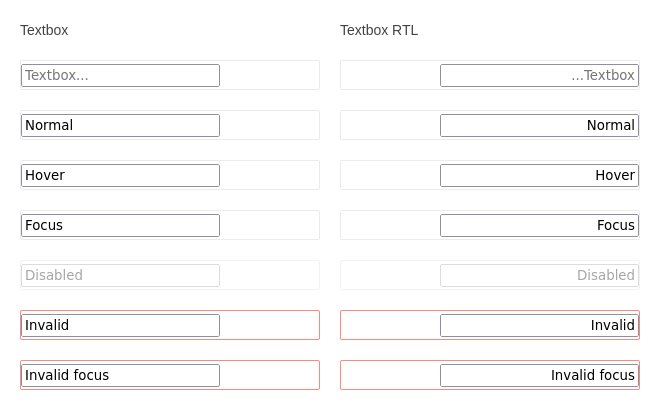 Textbox
Textbox RTL
Textbox...
...Textbox
Normal
Normal
Hover
Hover
Focus
Focus
Disabled
Disabled
Invalid
Invalid
Invalid focus
Invalid focus